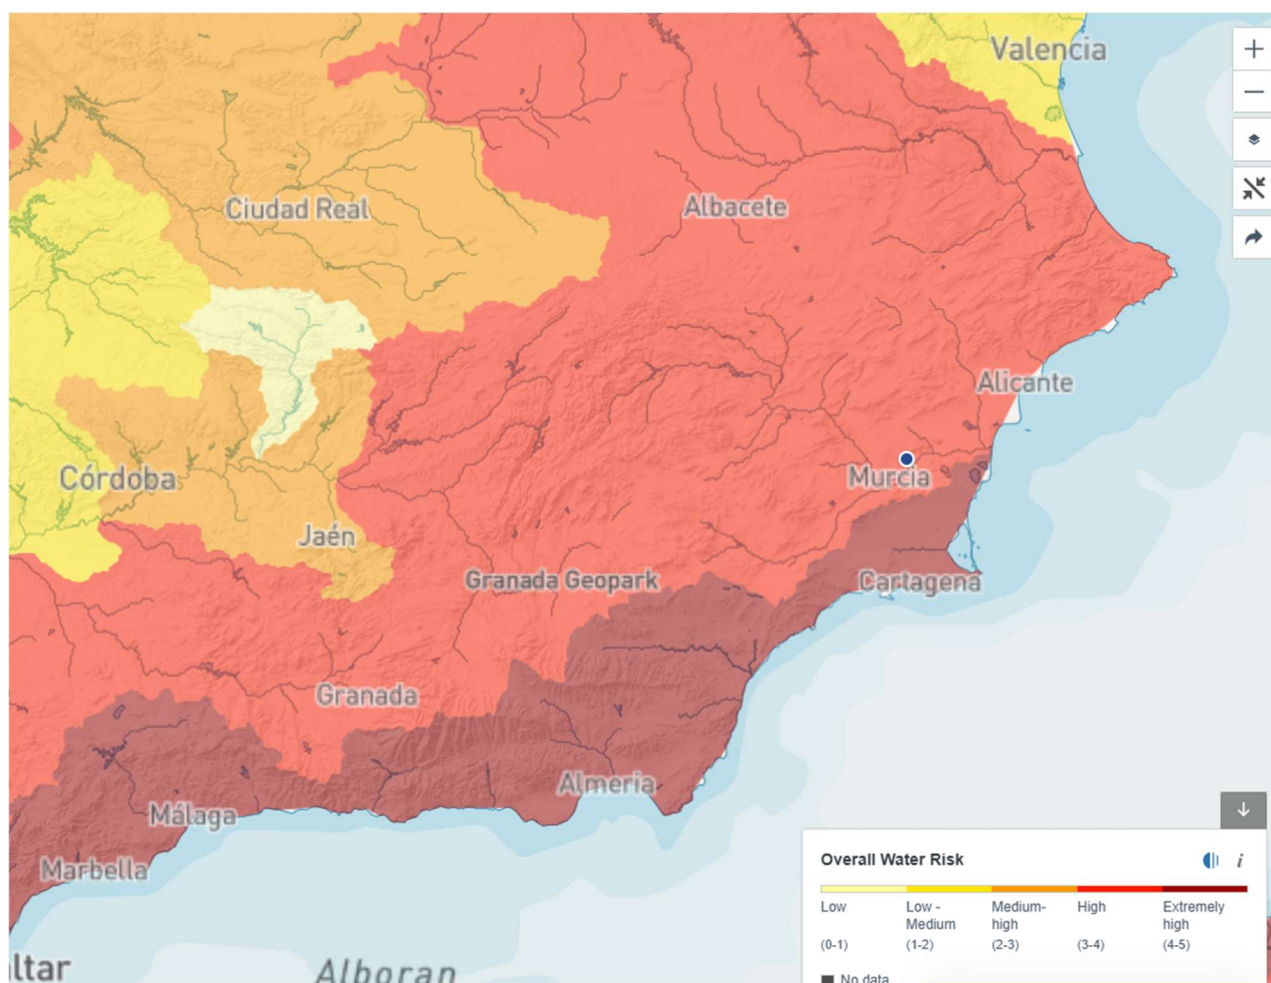 Valencia
Ciudad Real
Albacete
Alicante
Córdoba
Murcia
Jaén
Granada Geopark
Cartagena
Granada
Almeria
Málaga
Marbella
ltar
Alboran
Overall Water Risk
i
Low
Low -
Medium
Medium-
high
High
Extremely
high
(0-1)
(1-2)
(2-3)
(3-4)
(4-5)
No data